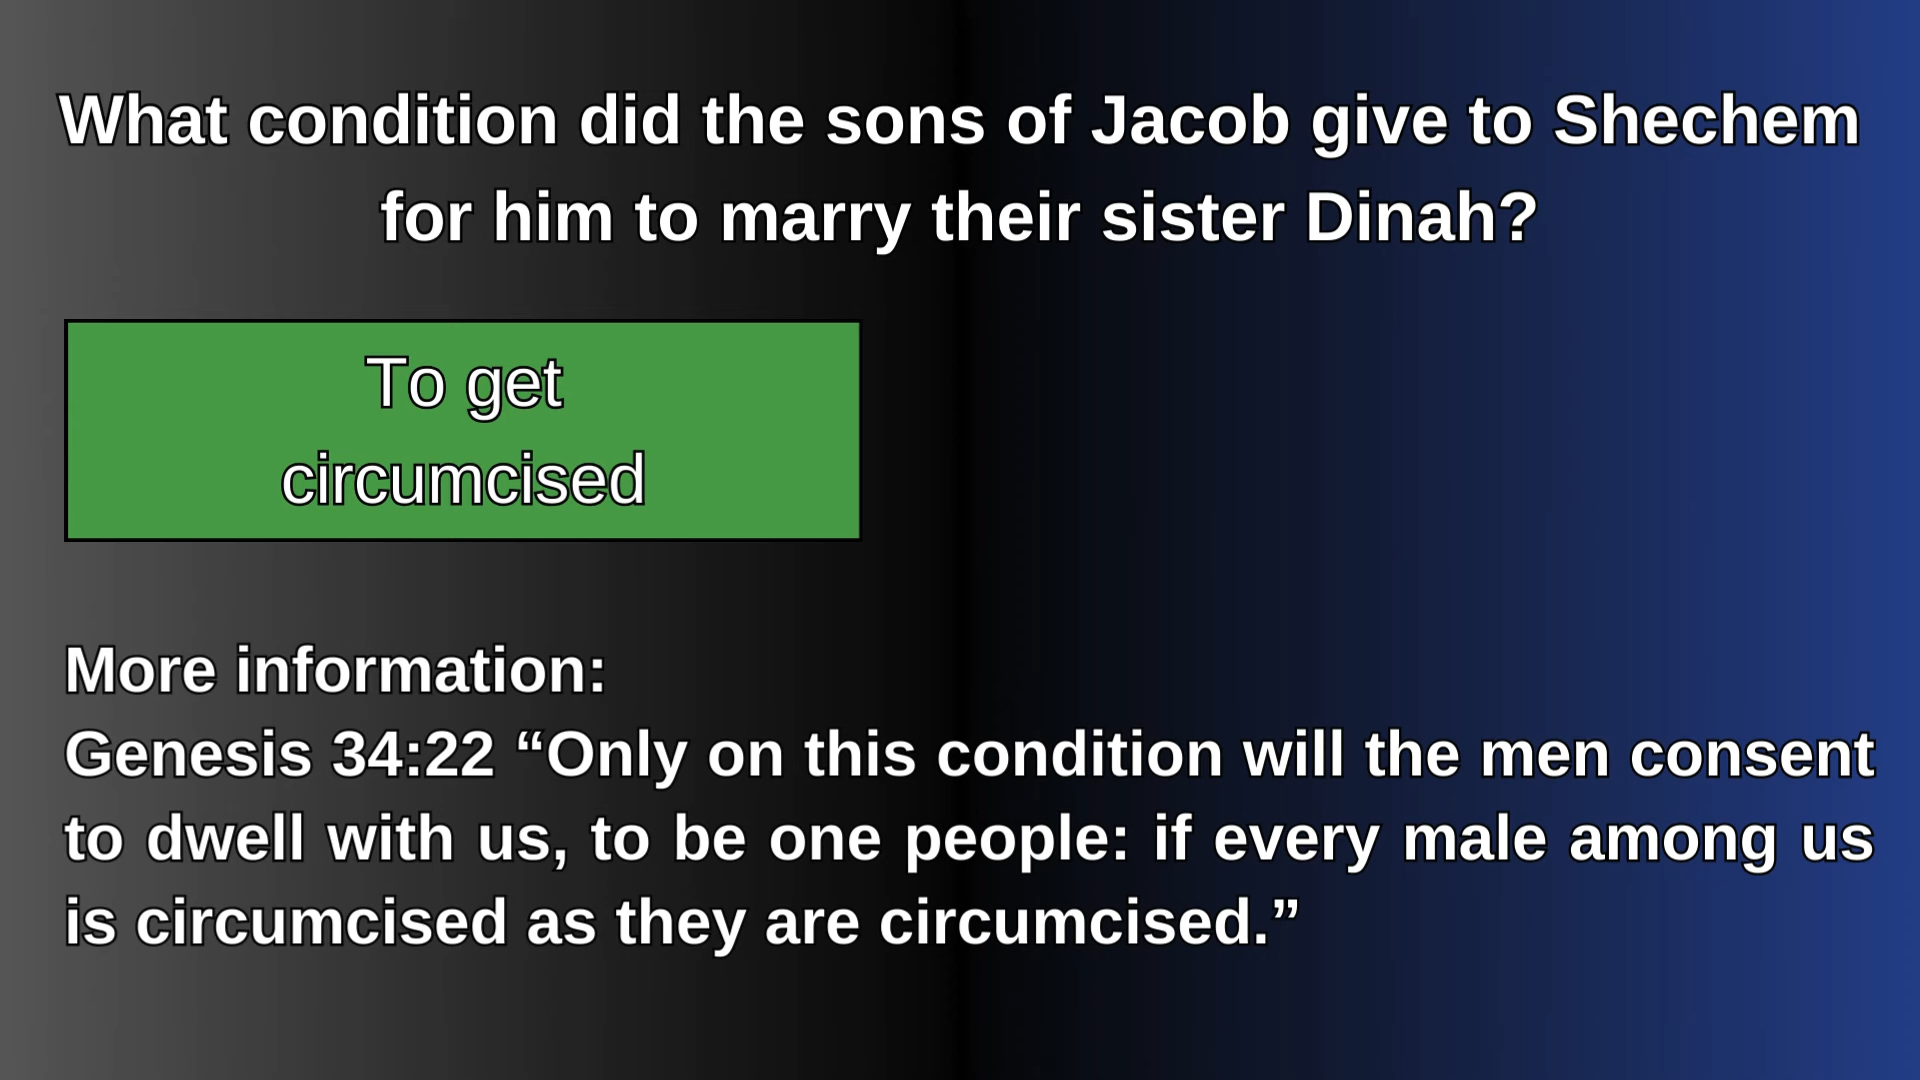 What condition did the sons of Jacob give to Shechem
for him to marry their sister Dinah?
To get
circumcised
More information:
Genesis 34:22 “Only on this condition will the men consent
to dwell with us, to be one people: if every male among us
is circumcised as they are circumcised.”